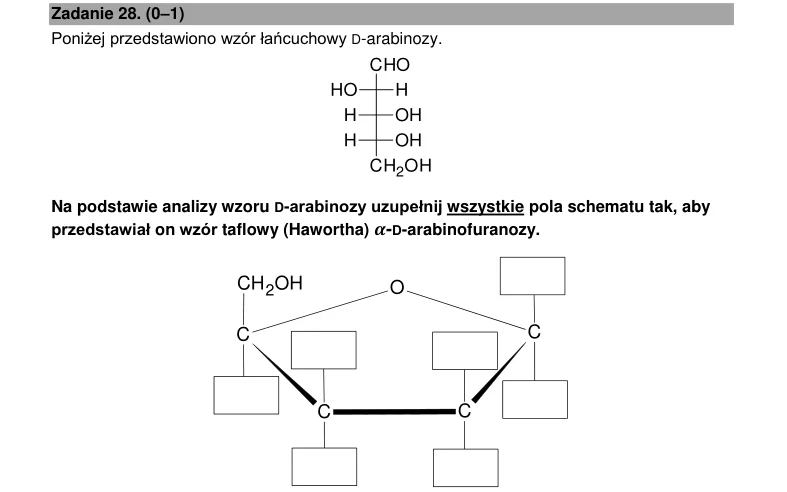 Zadanie 28. (0–1)
Poniżej przedstawiono wzór łańcuchowy D-arabinozy.
CHO
HO H
H OH
H OH
CH2OH
Na podstawie analizy wzoru D-arabinozy uzupełnij wszystkie pola schematu tak, aby
przedstawiał on wzór taflowy (Hawortha) α-D-arabinofuranozy.
CH2OH O
C C
C C